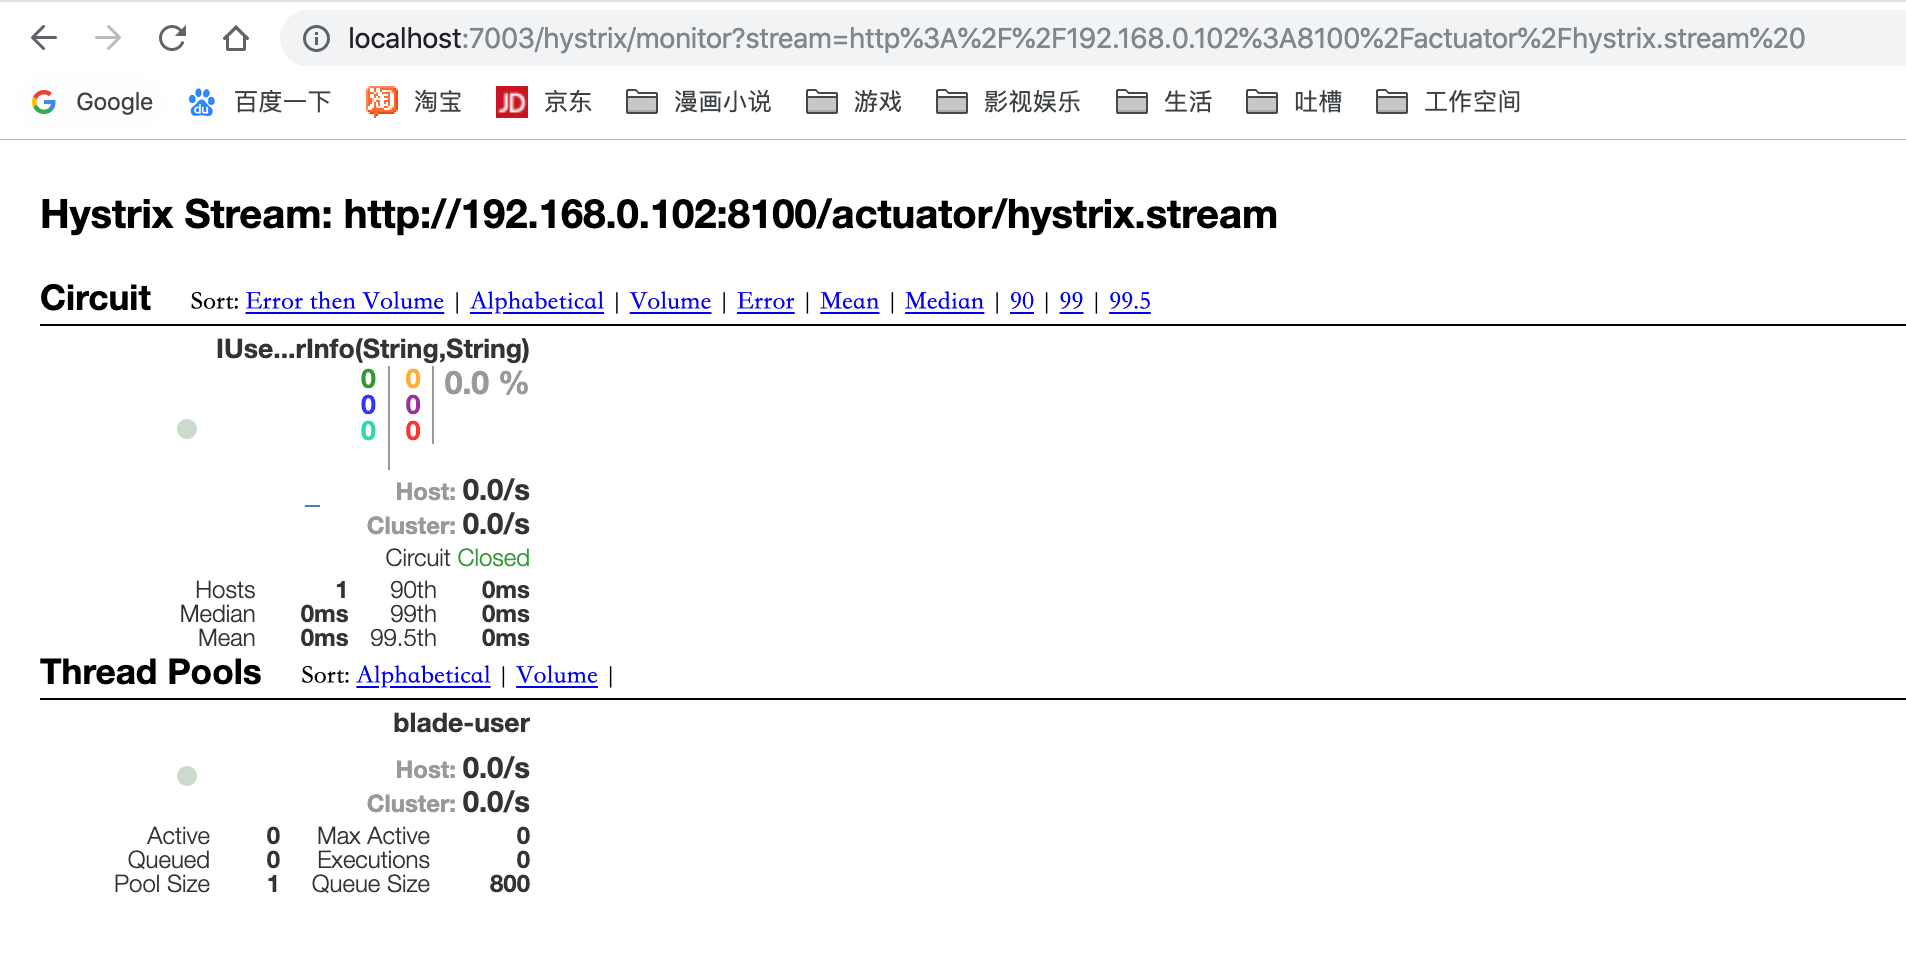 localhost:7003/hystrix/monitor?stream=http%3A%2F%2F192.168.0.102%3A8100%2Factuator%2Fhystrix.stream%20
Google 百度一下 淘 淘宝 JD 京东 漫画小说 游戏 影视娱乐 生活 吐槽 工作空间
Hystrix Stream: http://192.168.0.102:8100/actuator/hystrix.stream
Circuit Sort: Error then Volume | Alphabetical | Volume | Error | Mean | Median | 90 | 99 | 99.5
IUse...rInfo(String,String)
0 0 0.0 %
0 0
0 0
Host: 0.0/s
Cluster: 0.0/s
Circuit Closed
Hosts 1 90th 0ms
Median 0ms 99th 0ms
Mean 0ms 99.5th 0ms
Thread Pools Sort: Alphabetical | Volume |
blade-user
Host: 0.0/s
Cluster: 0.0/s
Active 0 Max Active 0
Queued 0 Executions 0
Pool Size 1 Queue Size 800